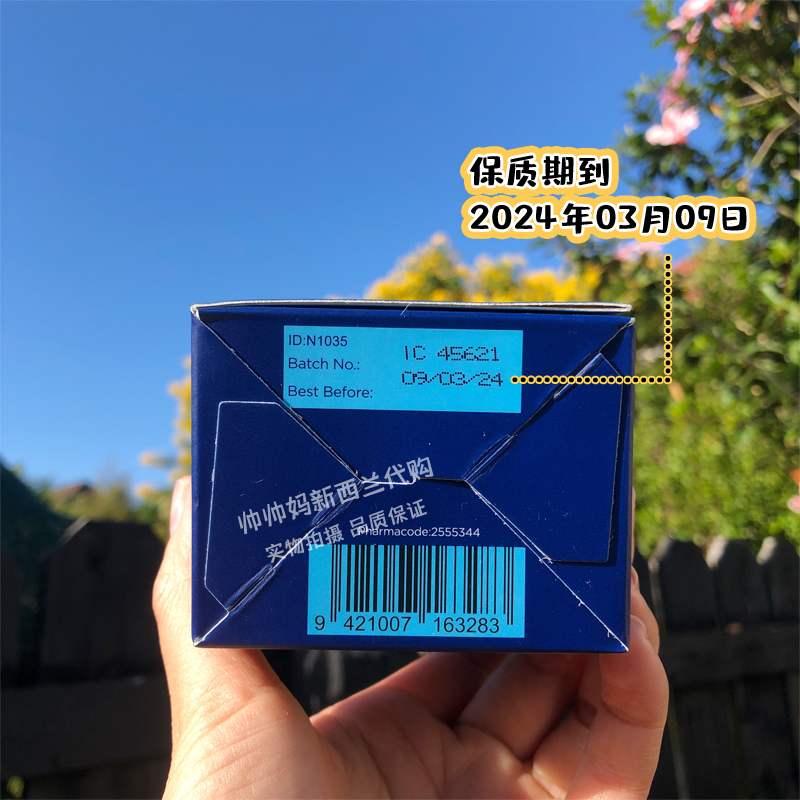 保质期到
2024年03月09日
ID:N1035
Batch No.: IC 45621
09/03/24
Best Before:
帅帅妈新西兰代购
实物拍摄 品质保证
Pharmacode:2555344
9 421007 163283